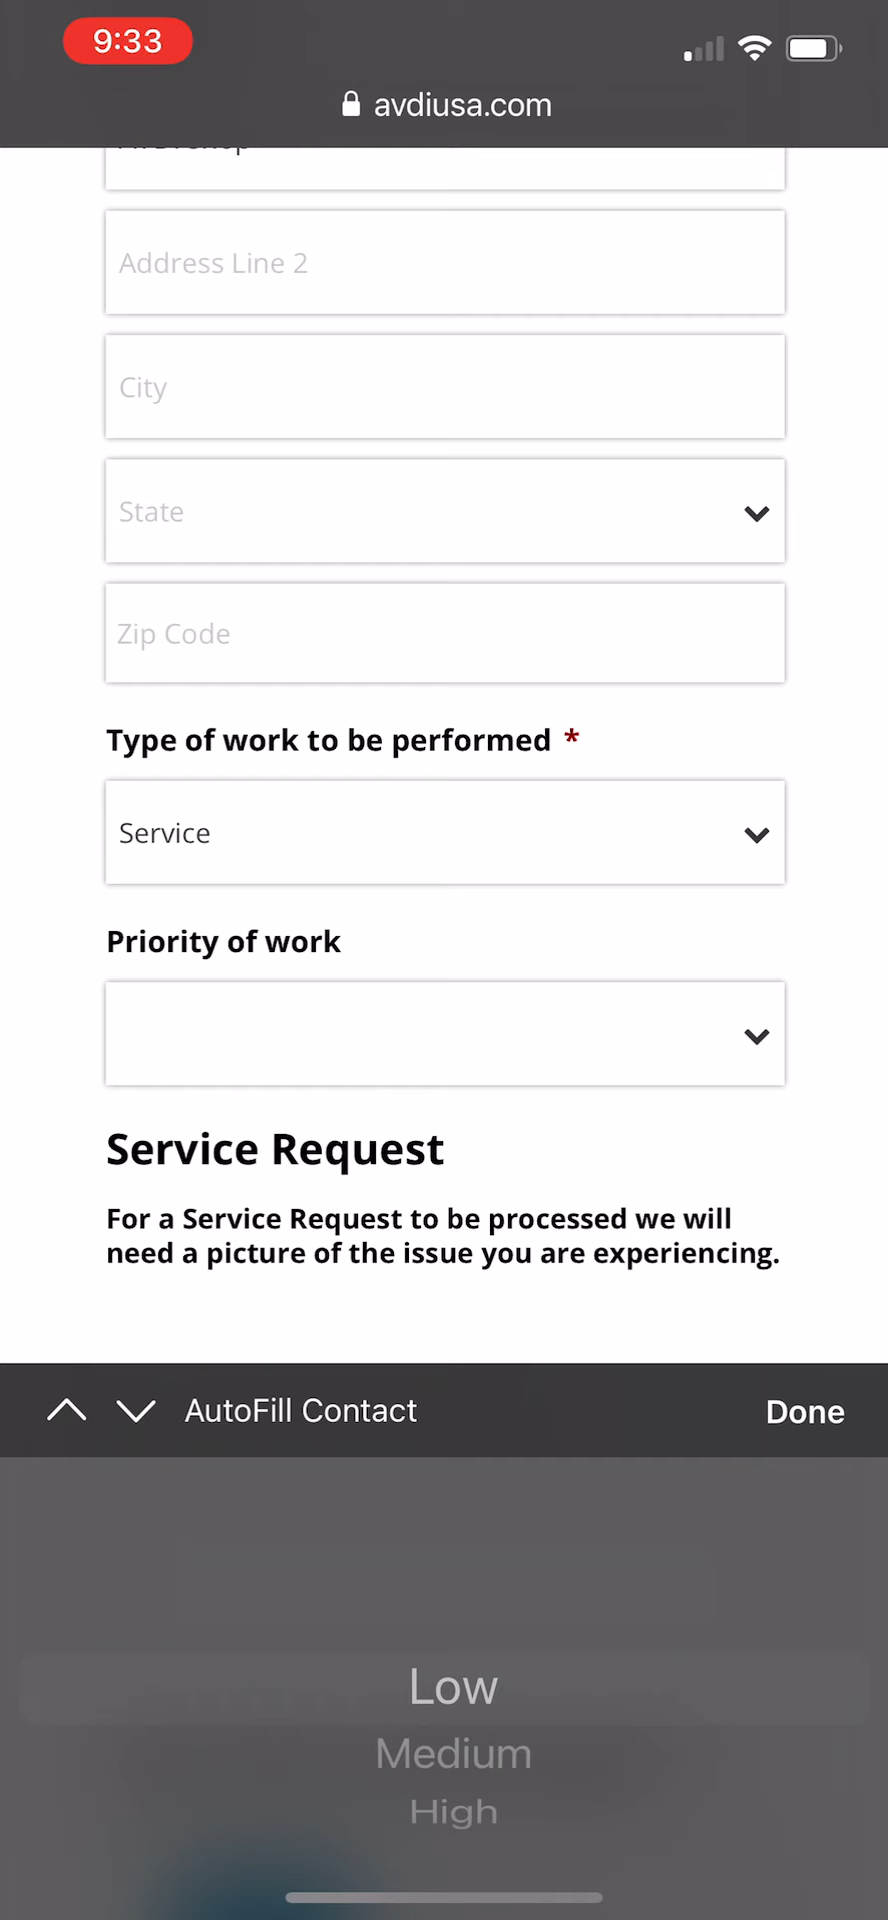 9:33
avdiusa.com
Address Line 2
City
State
Zip Code
Type of work to be performed *
Service
Priority of work
Service Request
For a Service Request to be processed we will
need a picture of the issue you are experiencing.
AutoFill Contact
Done
Low
Medium
High